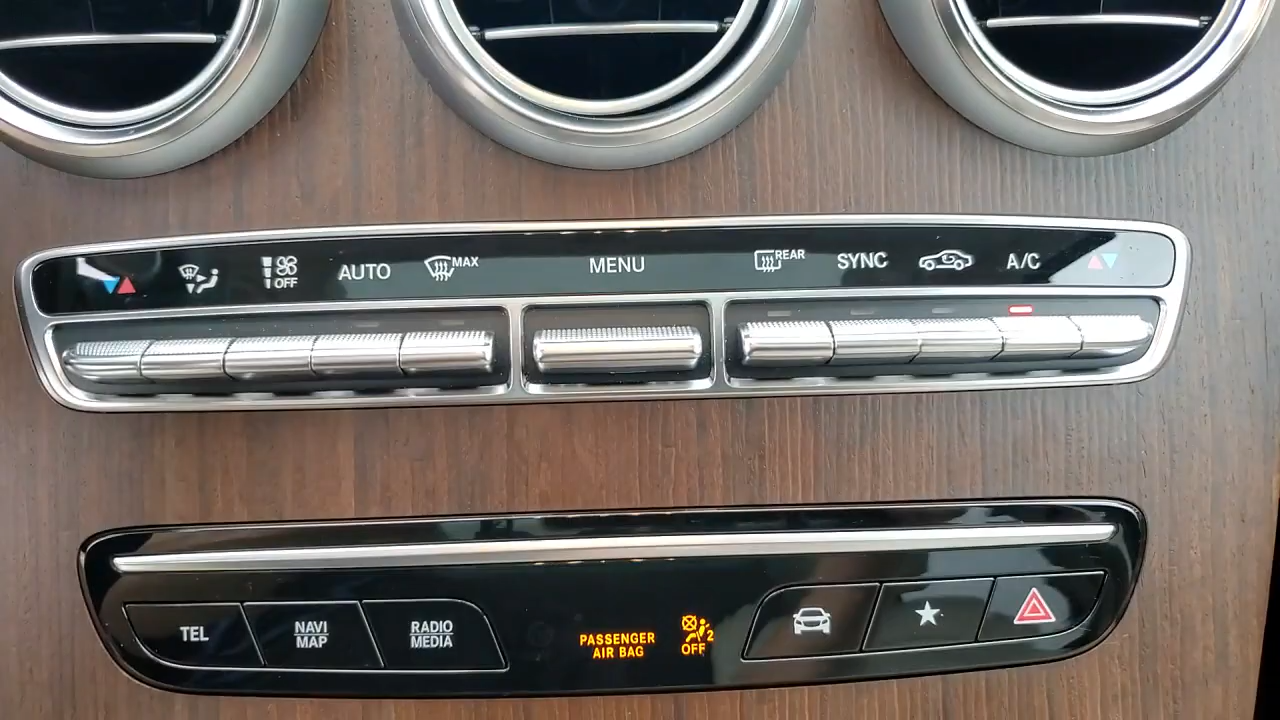 OFF
AUTO
MAX
MENU
REAR
SYNC
A/C
TEL
NAVI
MAP
RADIO
MEDIA
PASSENGER
AIR BAG
2
OFF